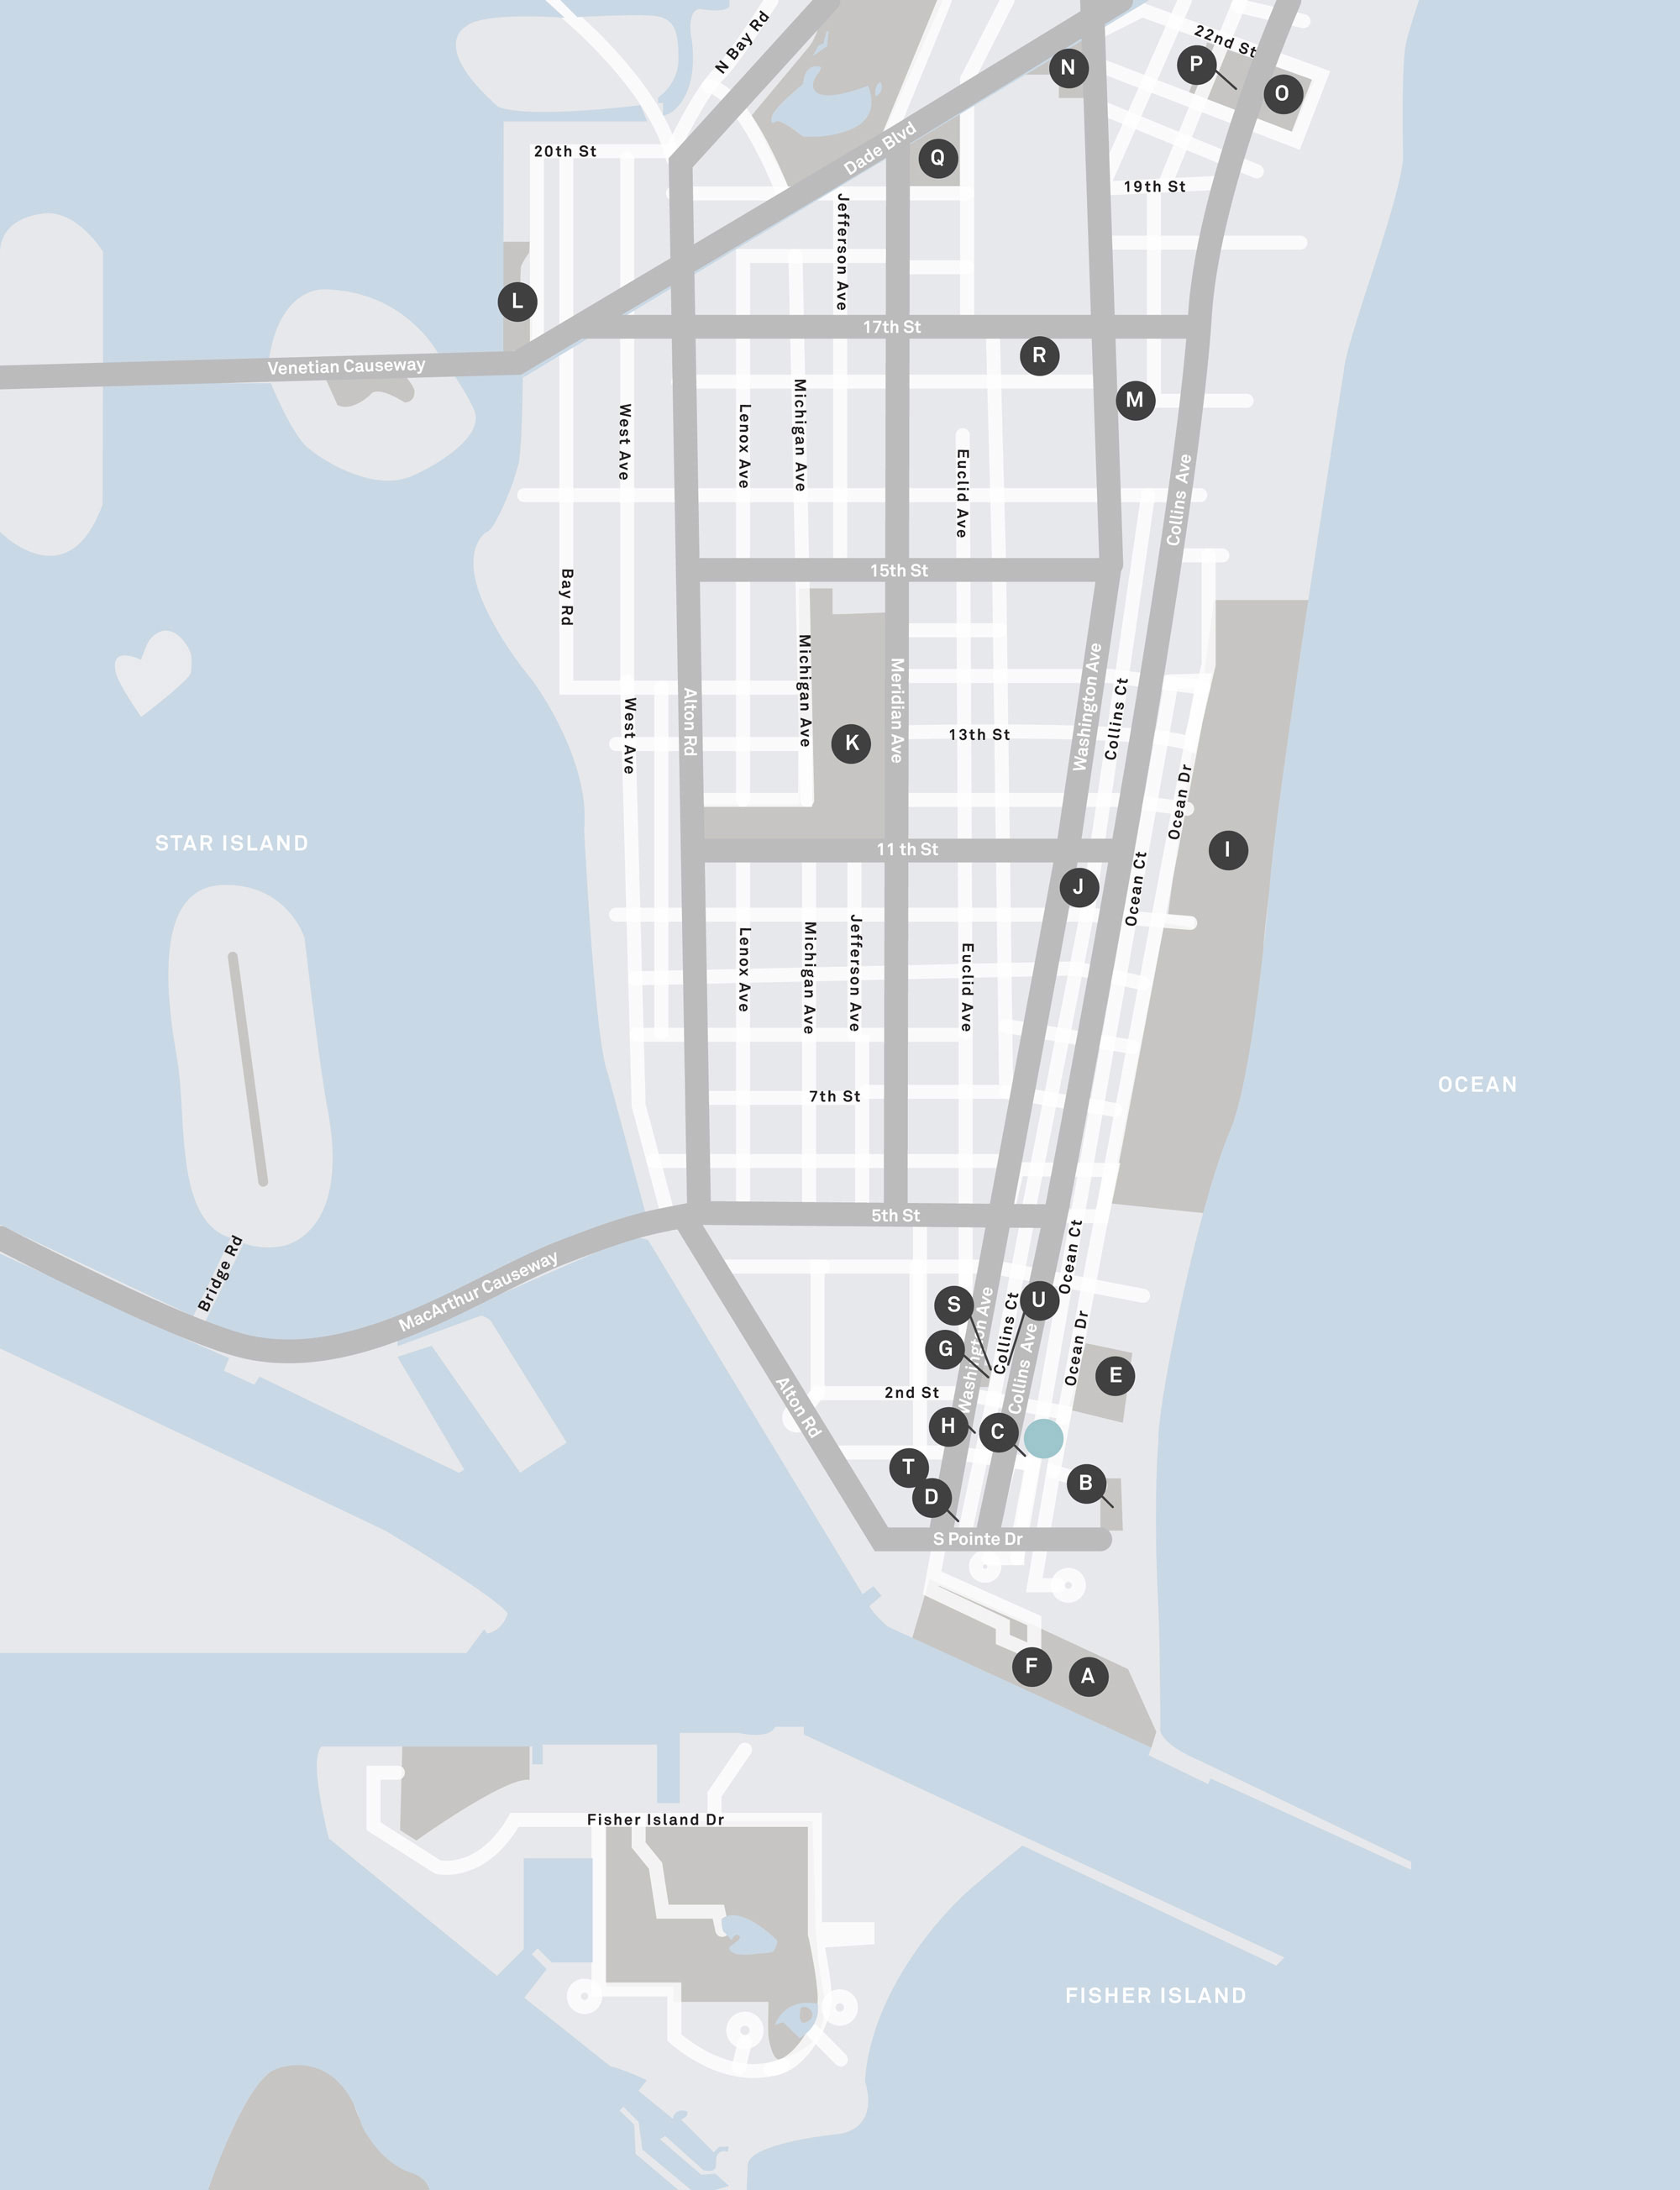 N Bay Rd
22nd St
N
P
O
20th St
Dade Blvd
Q
19th St
Jefferson Ave
L
17th St
Venetian Causeway
R
M
West Ave
Lenox Ave
Michigan Ave
Euclid Ave
Collins Ave
15th St
Bay Rd
Michigan Ave
Meridian Ave
Washington Ave
Collins Ct
Alton Rd
West Ave
K
13th St
Ocean Dr
STAR ISLAND
11 th St
I
J
Ocean Ct
Lenox Ave
Michigan Ave
Jefferson Ave
Euclid Ave
OCEAN
7th St
5th St
Bridge Rd
MacArthur Causeway
Ocean Ct
S
U
Washington Ave
Collins Ct
Collins Ave
Ocean Dr
G
E
2nd St
Alton Rd
H
C
T
B
D
S Pointe Dr
F
A
Fisher Island Dr
FISHER ISLAND